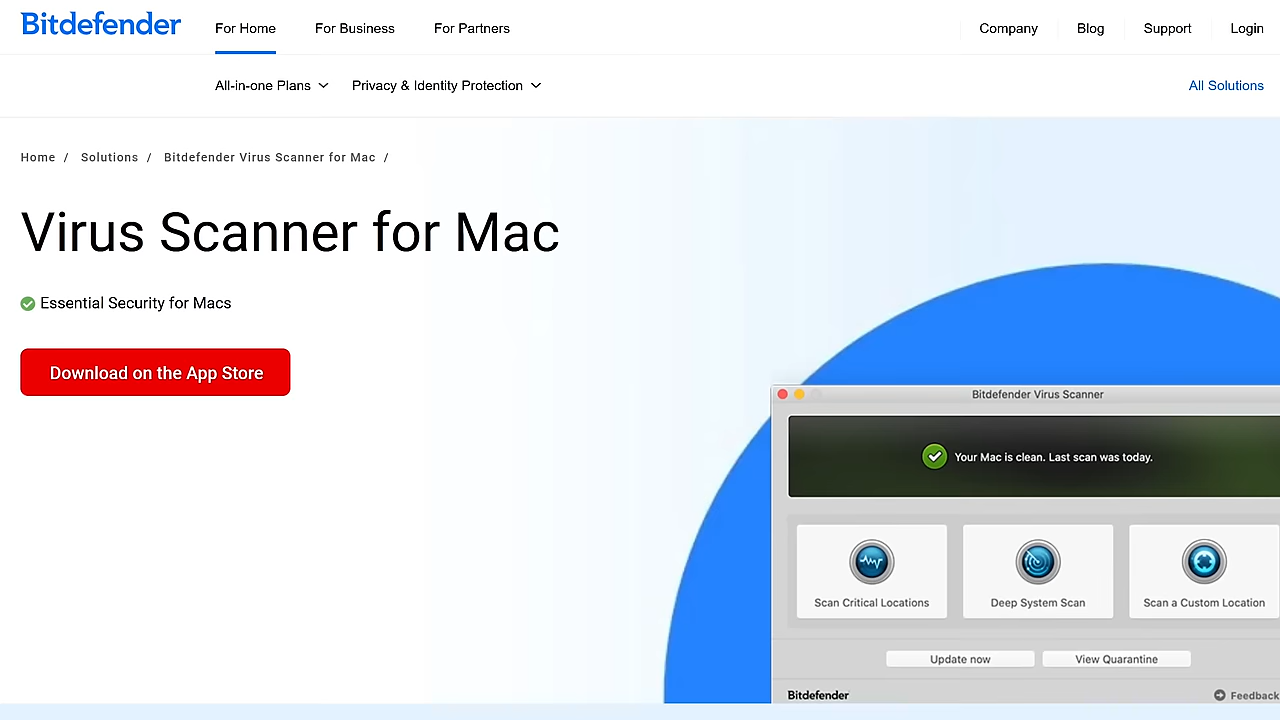 Bitdefender For Home For Business For Partners Company Blog Support Login
All-in-one Plans Privacy & Identity Protection All Solutions
Home / Solutions / Bitdefender Virus Scanner for Mac /
Virus Scanner for Mac
Essential Security for Macs
Download on the App Store
Bitdefender Virus Scanner
Your Mac is clean. Last scan was today.
Scan Critical Locations Deep System Scan Scan a Custom Location
Update now View Quarantine
Bitdefender Feedback